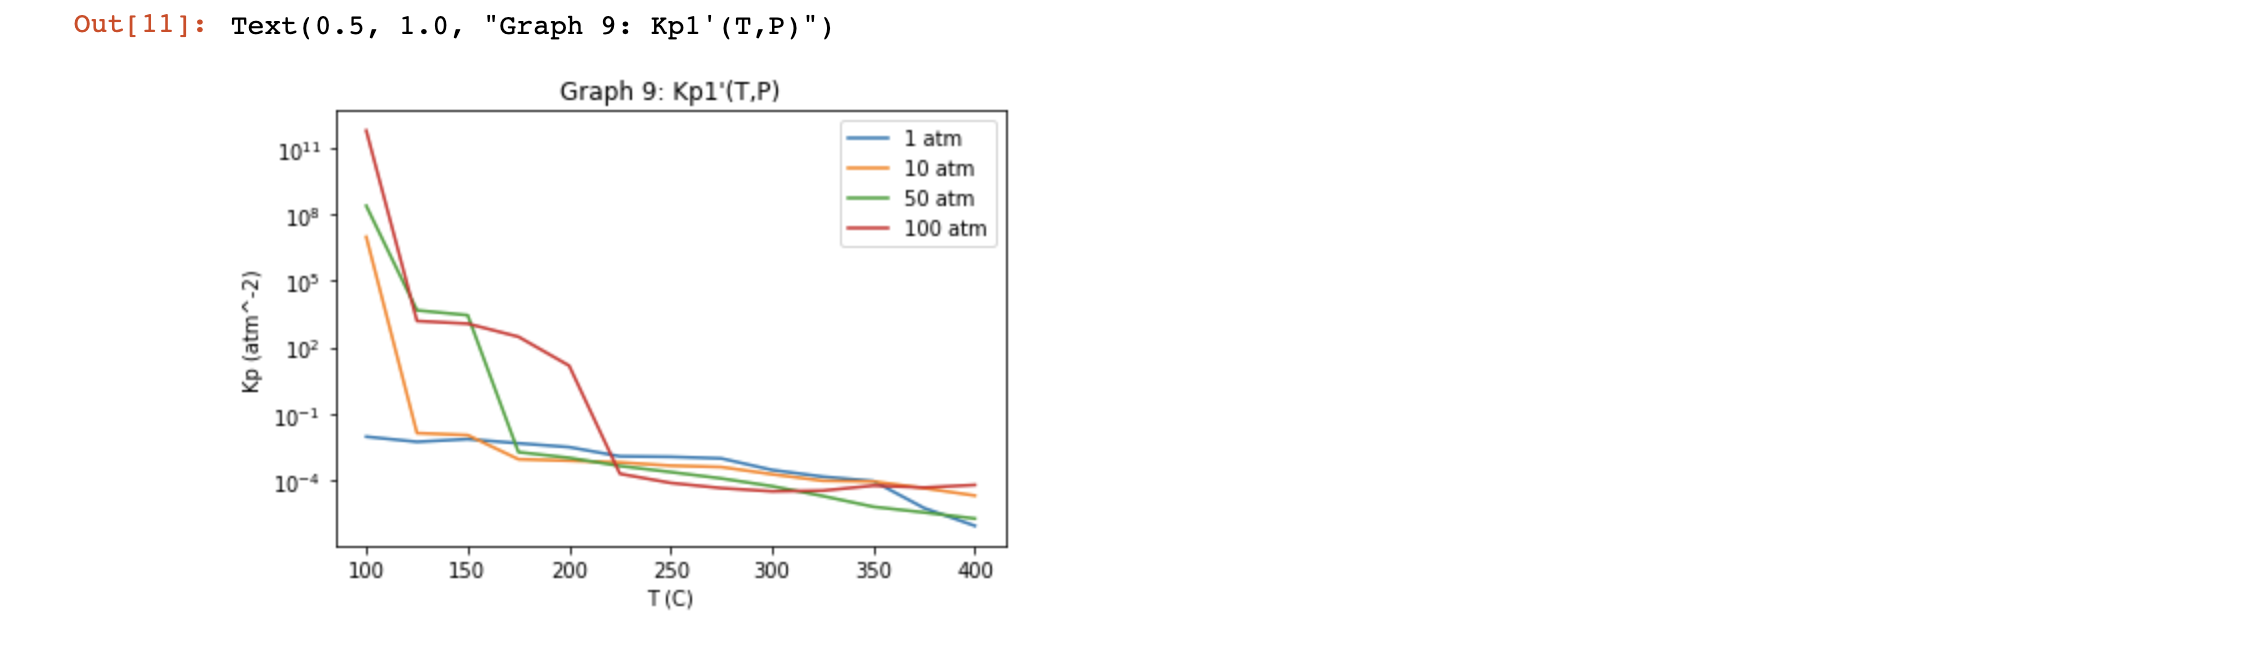 Out[11]: Text(0.5, 1.0, "Graph 9: Kp1'(T,P)")
Graph 9: Kp1'(T,P)
1 atm
10 atm
50 atm
100 atm
10¹¹
10⁸
10⁵
10²
10⁻¹
10⁻⁴
Kp (atm^-2)
100 150 200 250 300 350 400
T (C)